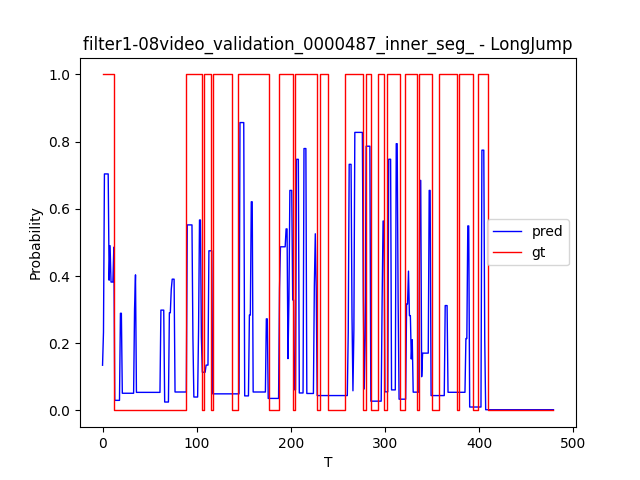 filter1-08video_validation_0000487_inner_seg_ - LongJump
1.0
0.8
0.6
0.4
0.2
0.0
Probability
pred
gt
0 100 200 300 400 500
T